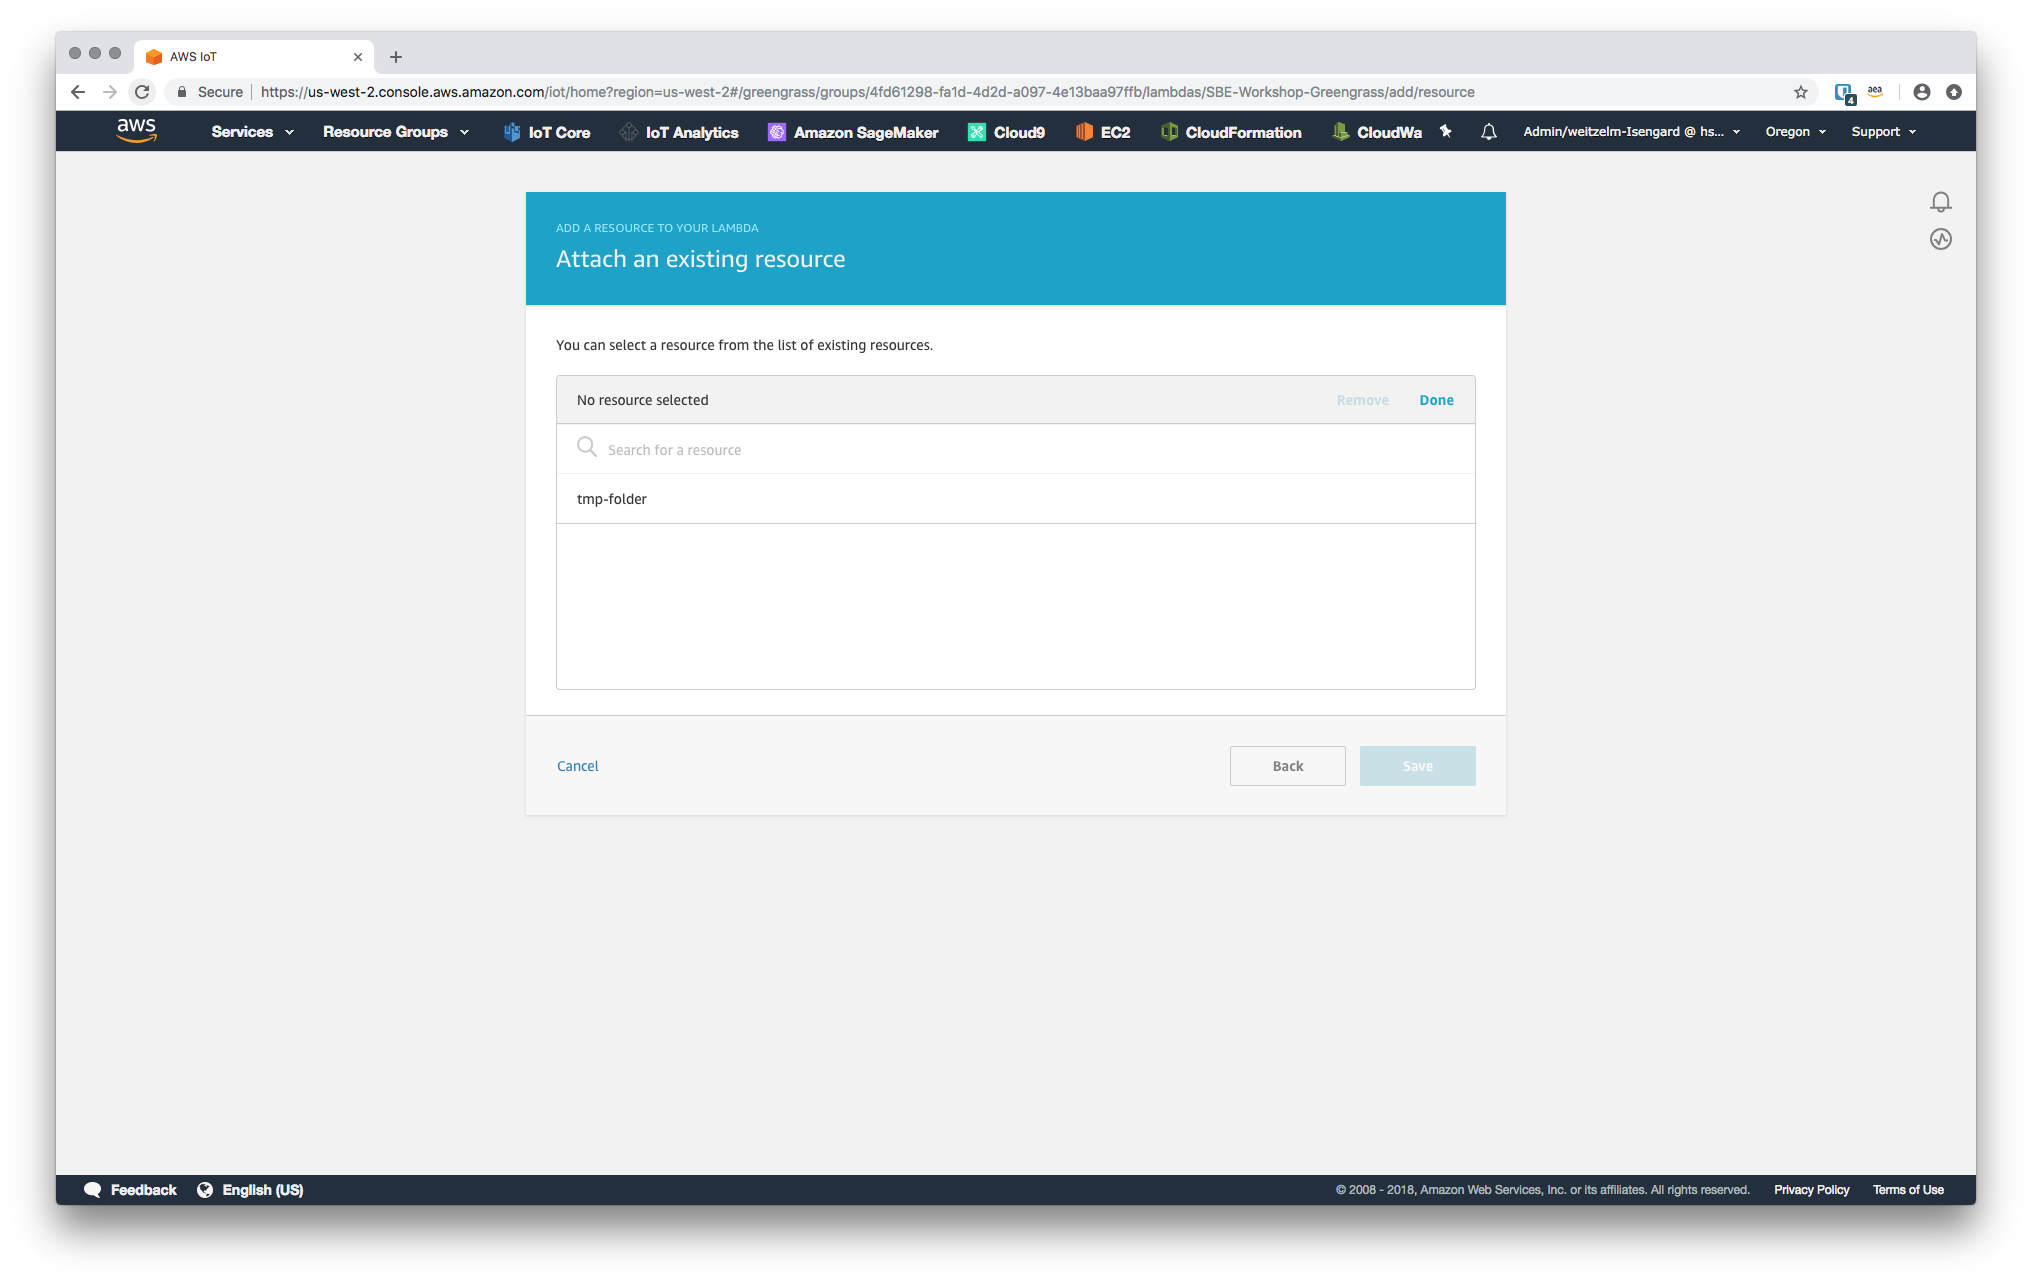 AWS IoT
Secure https://us-west-2.console.aws.amazon.com/iot/home?region=us-west-2#/greengrass/groups/4fd61298-fa1d-4d2d-a097-4e13baa97ffb/lambdas/SBE-Workshop-Greengrass/add/resource
4 aea
aws Services Resource Groups IoT Core IoT Analytics Amazon SageMaker Cloud9 EC2 CloudFormation CloudWa Admin/weitzelm-Isengard @ hs... Oregon Support
ADD A RESOURCE TO YOUR LAMBDA
Attach an existing resource
You can select a resource from the list of existing resources.
No resource selected Remove Done
Search for a resource
tmp-folder
Cancel Back Save
Feedback English (US) © 2008 - 2018, Amazon Web Services, Inc. or its affiliates. All rights reserved. Privacy Policy Terms of Use